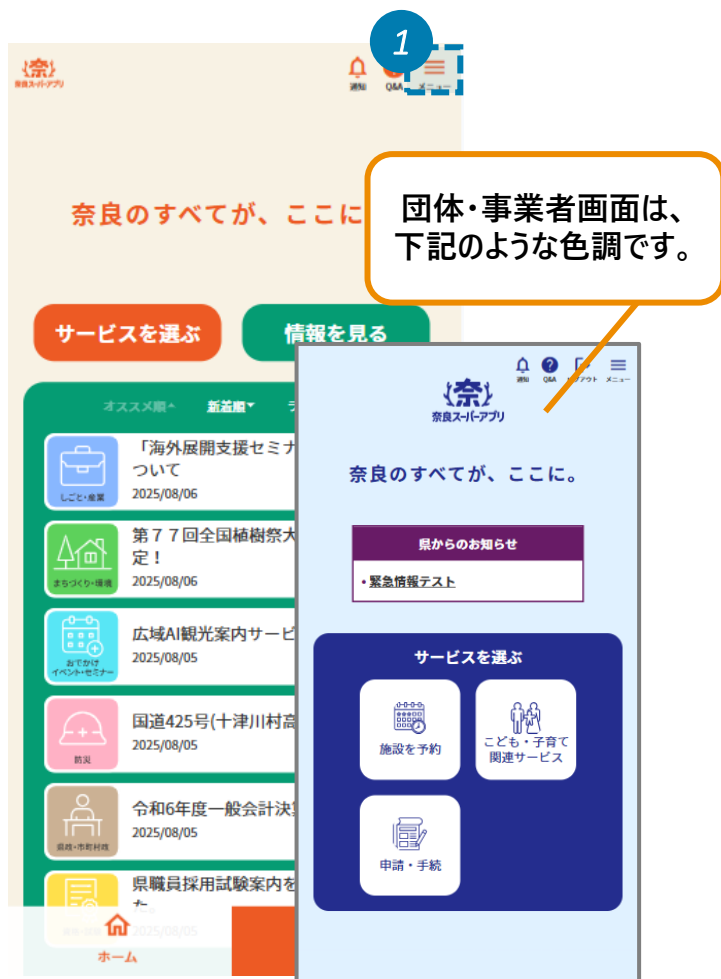 1
奈
奈良スーパーアプリ
通知
Q&A
メニュー
団体・事業者画面は、
下記のような色調です。
奈良のすべてが、ここに
サービスを選ぶ
情報を見る
オススメ順
新着順
「海外展開支援セミナ
ついて
2025/08/06
しごと・産業
第77回全国植樹祭大
定！
2025/08/06
まちづくり・環境
広域AI観光案内サービ
2025/08/05
おでかけ
イベント・セミナー
国道425号(十津川村高
2025/08/05
防災
令和6年度一般会計決
2025/08/05
県政・市町村政
県職員採用試験案内を
た。
2025/08/05
ホーム
通知
Q&A
メニュー
奈
奈良スーパーアプリ
奈良のすべてが、ここに。
県からのお知らせ
・緊急情報テスト
サービスを選ぶ
施設を予約
こども・子育て
関連サービス
申請・手続